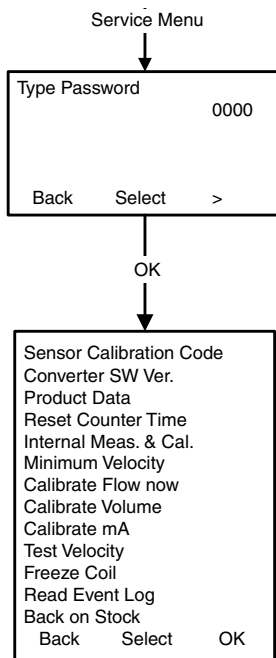 Service Menu
Type Password
0000
Back Select >
OK
Sensor Calibration Code
Converter SW Ver.
Product Data
Reset Counter Time
Internal Meas. & Cal.
Minimum Velocity
Calibrate Flow now
Calibrate Volume
Calibrate mA
Test Velocity
Freeze Coil
Read Event Log
Back on Stock
Back Select OK